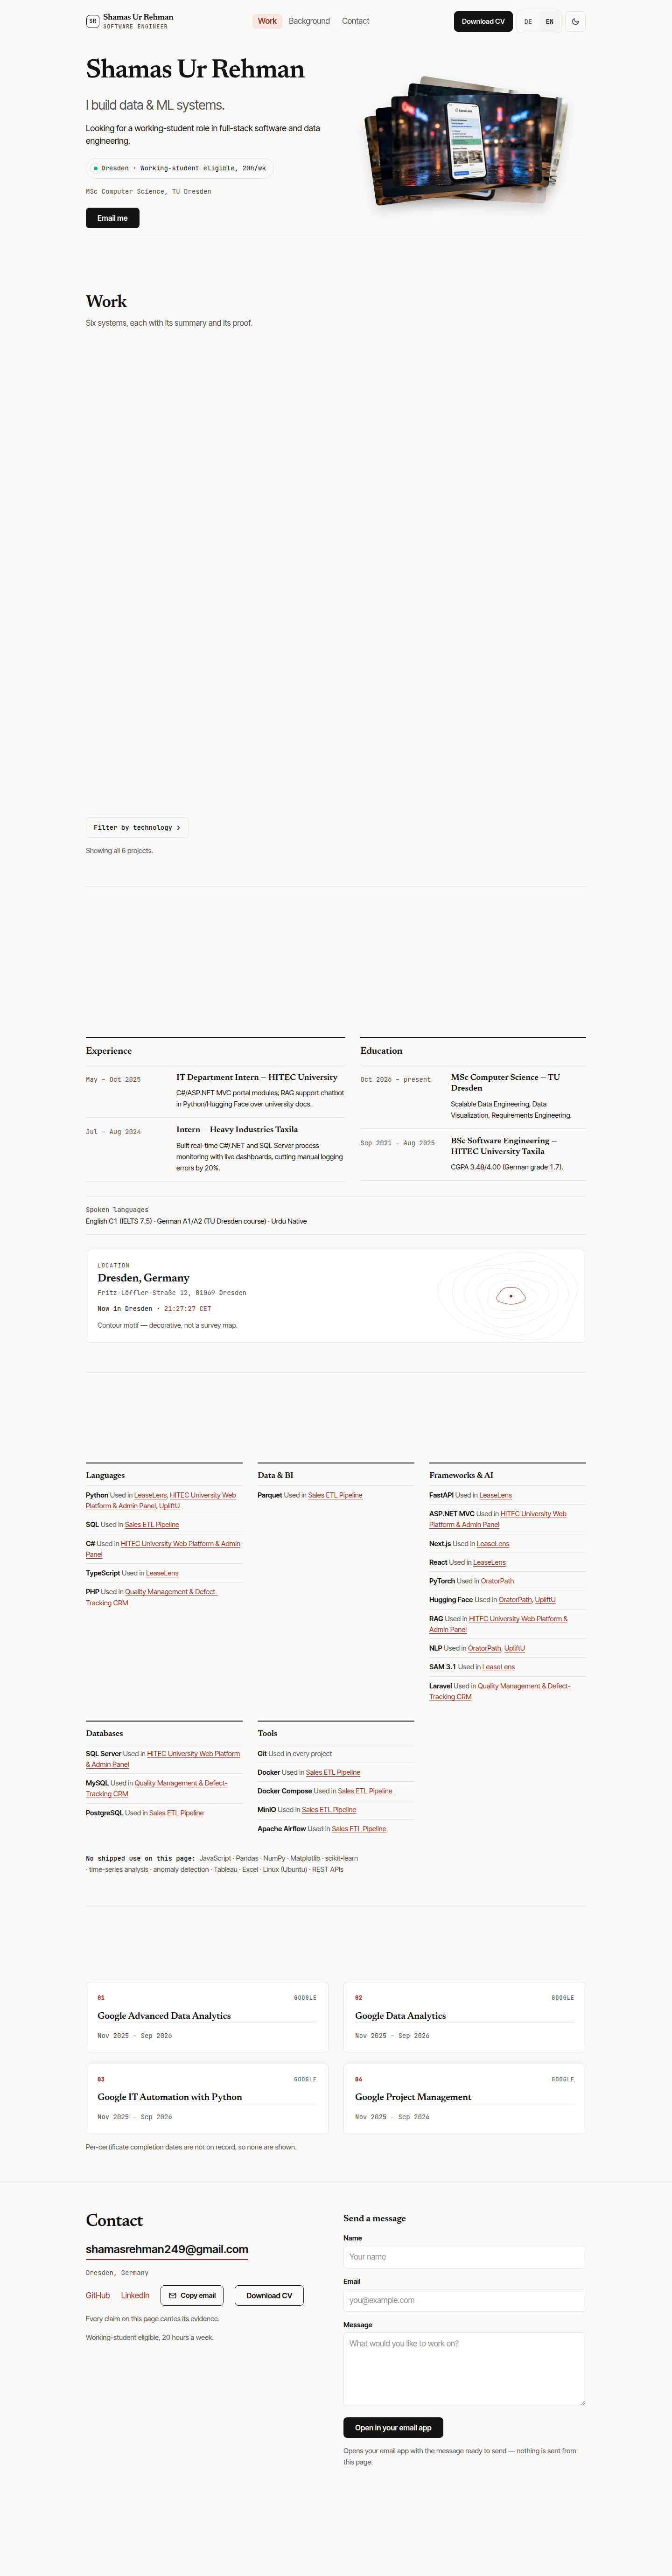 SR
Shamas Ur Rehman
SOFTWARE ENGINEER
Work
Background
Contact
Download CV
DE
EN
Shamas Ur Rehman
I build data & ML systems.
Looking for a working-student role in full-stack software and data
engineering.
Dresden · Working-student eligible, 20h/wk
MSc Computer Science, TU Dresden
Email me
Work
Six systems, each with its summary and its proof.
Filter by technology ›
Showing all 6 projects.
Experience
May – Oct 2025
IT Department Intern — HITEC University
C#/ASP.NET MVC portal modules; RAG support chatbot
in Python/Hugging Face over university docs.
Jul – Aug 2024
Intern — Heavy Industries Taxila
Built real-time C#/.NET and SQL Server process
monitoring with live dashboards, cutting manual logging
errors by 20%.
Education
Oct 2026 – present
MSc Computer Science — TU
Dresden
Scalable Data Engineering, Data
Visualization, Requirements Engineering.
Sep 2021 – Aug 2025
BSc Software Engineering —
HITEC University Taxila
CGPA 3.48/4.00 (German grade 1.7).
Spoken languages
English C1 (IELTS 7.5) · German A1/A2 (TU Dresden course) · Urdu Native
LOCATION
Dresden, Germany
Fritz-Löffler-Straße 12, 01069 Dresden
Now in Dresden · 21:27:27 CET
Contour motif — decorative, not a survey map.
Languages
Python Used in LeaseLens, HITEC University Web
Platform & Admin Panel, UpliftU
SQL Used in Sales ETL Pipeline
C# Used in HITEC University Web Platform & Admin
Panel
TypeScript Used in LeaseLens
PHP Used in Quality Management & Defect-
Tracking CRM
Data & BI
Parquet Used in Sales ETL Pipeline
Frameworks & AI
FastAPI Used in LeaseLens
ASP.NET MVC Used in HITEC University Web
Platform & Admin Panel
Next.js Used in LeaseLens
React Used in LeaseLens
PyTorch Used in OratorPath
Hugging Face Used in OratorPath, UpliftU
RAG Used in HITEC University Web Platform &
Admin Panel
NLP Used in OratorPath, UpliftU
SAM 3.1 Used in LeaseLens
Laravel Used in Quality Management & Defect-
Tracking CRM
Databases
SQL Server Used in HITEC University Web Platform
& Admin Panel
MySQL Used in Quality Management & Defect-
Tracking CRM
PostgreSQL Used in Sales ETL Pipeline
Tools
Git Used in every project
Docker Used in Sales ETL Pipeline
Docker Compose Used in Sales ETL Pipeline
MinIO Used in Sales ETL Pipeline
Apache Airflow Used in Sales ETL Pipeline
No shipped use on this page: JavaScript · Pandas · NumPy · Matplotlib · scikit-learn
· time-series analysis · anomaly detection · Tableau · Excel · Linux (Ubuntu) · REST APIs
01
GOOGLE
Google Advanced Data Analytics
Nov 2025 – Sep 2026
02
GOOGLE
Google Data Analytics
Nov 2025 – Sep 2026
03
GOOGLE
Google IT Automation with Python
Nov 2025 – Sep 2026
04
GOOGLE
Google Project Management
Nov 2025 – Sep 2026
Per-certificate completion dates are not on record, so none are shown.
Contact
shamasrehman249@gmail.com
Dresden, Germany
GitHub
LinkedIn
Copy email
Download CV
Every claim on this page carries its evidence.
Working-student eligible, 20 hours a week.
Send a message
Name
Your name
Email
you@example.com
Message
What would you like to work on?
Open in your email app
Opens your email app with the message ready to send — nothing is sent from
this page.